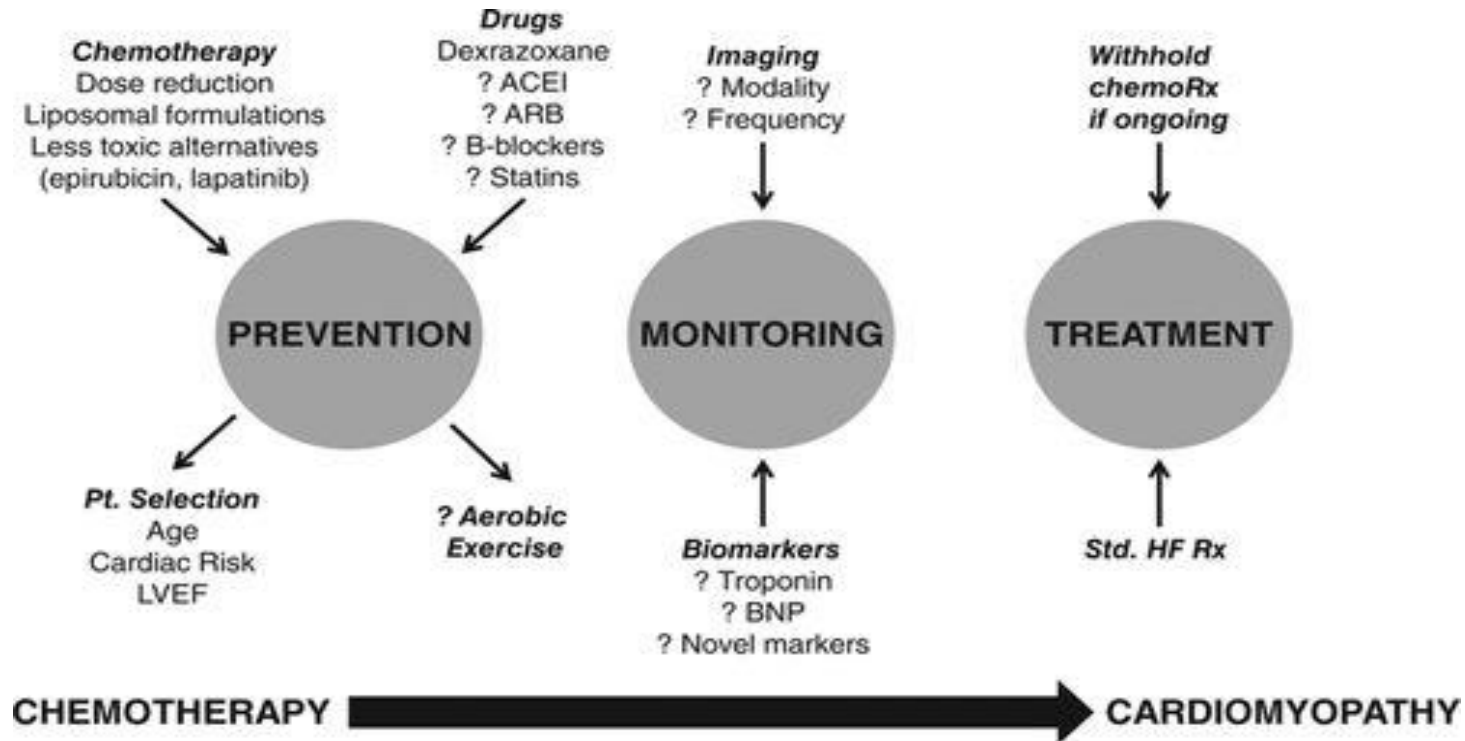 Chemotherapy
Dose reduction
Liposomal formulations
Less toxic alternatives
(epirubicin, lapatinib)
Drugs
Dexrazoxane
? ACEI
? ARB
? B-blockers
? Statins
Imaging
? Modality
? Frequency
Withhold
chemoRx
if ongoing
PREVENTION
MONITORING
TREATMENT
Pt. Selection
Age
Cardiac Risk
LVEF
? Aerobic
Exercise
Biomarkers
? Troponin
? BNP
? Novel markers
Std. HF Rx
CHEMOTHERAPY
CARDIOMYOPATHY